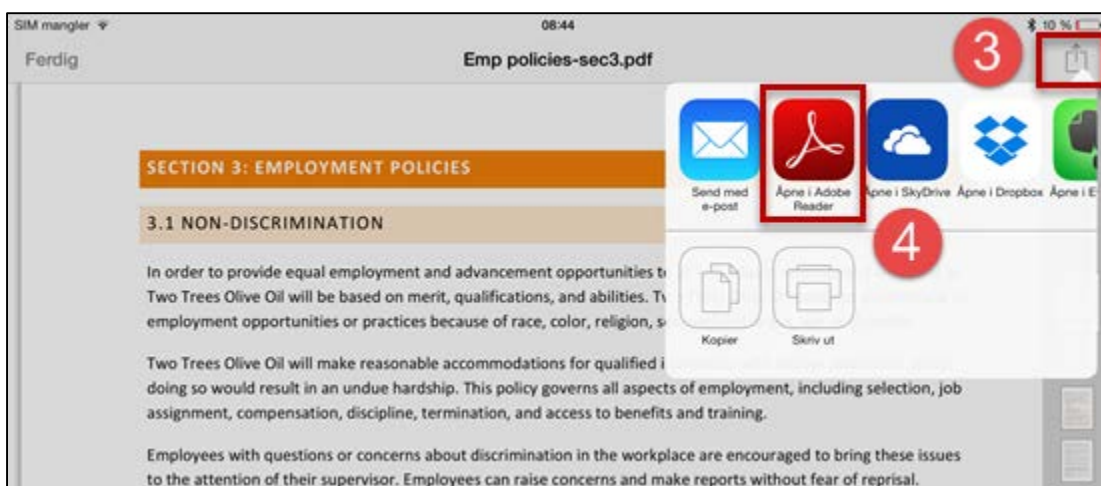 SIM mangler 08:44 10 %
Ferdig Emp policies-sec3.pdf
3
Send med e-post
Åpne i Adobe Reader
Åpne i SkyDrive
Åpne i Dropbox
Åpne i E
4
Kopier
Skriv ut
SECTION 3: EMPLOYMENT POLICIES
3.1 NON-DISCRIMINATION
In order to provide equal employment and advancement opportunities
Two Trees Olive Oil will be based on merit, qualifications, and abilities.
employment opportunities or practices because of race, color, religion,
Two Trees Olive Oil will make reasonable accommodations for qualified
doing so would result in an undue hardship. This policy governs all aspects of employment, including selection, job
assignment, compensation, discipline, termination, and access to benefits and training.
Employees with questions or concerns about discrimination in the workplace are encouraged to bring these issues
to the attention of their supervisor. Employees can raise concerns and make reports without fear of reprisal.